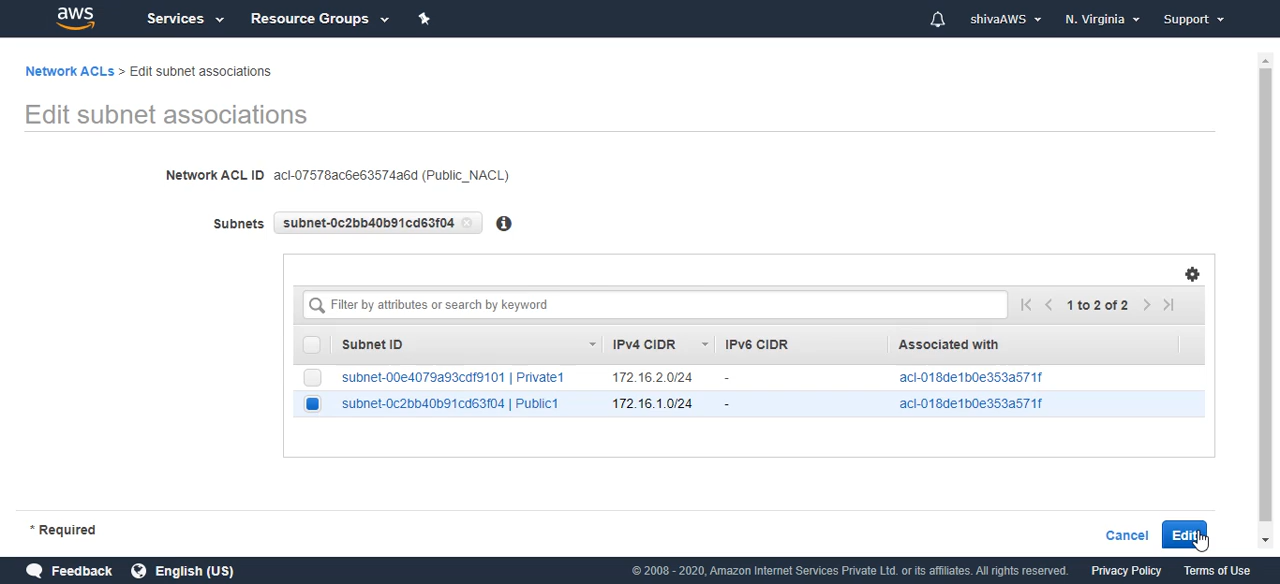 aws Services Resource Groups shivaAWS N. Virginia Support
Network ACLs > Edit subnet associations
Edit subnet associations
Network ACL ID acl-07578ac6e63574a6d (Public_NACL)
Subnets subnet-0c2bb40b91cd63f04
Filter by attributes or search by keyword 1 to 2 of 2
Subnet ID IPv4 CIDR IPv6 CIDR Associated with
subnet-00e4079a93cdf9101 | Private1 172.16.2.0/24 - acl-018de1b0e353a571f
subnet-0c2bb40b91cd63f04 | Public1 172.16.1.0/24 - acl-018de1b0e353a571f
* Required
Cancel Edit
Feedback English (US) © 2008 - 2020, Amazon Internet Services Private Ltd. or its affiliates. All rights reserved. Privacy Policy Terms of Use